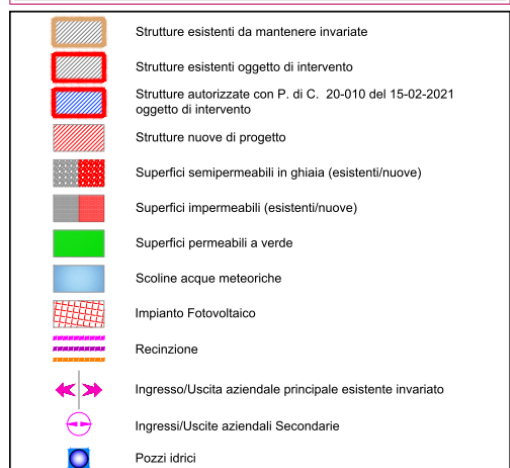 Strutture esistenti da mantenere invariate
Strutture esistenti oggetto di intervento
Strutture autorizzate con P. di C. 20-010 del 15-02-2021
oggetto di intervento
Strutture nuove di progetto
Superfici semipermeabili in ghiaia (esistenti/nuove)
Superfici impermeabili (esistenti/nuove)
Superfici permeabili a verde
Scoline acque meteoriche
Impianto Fotovoltaico
Recinzione
Ingresso/Uscita aziendale principale esistente invariato
Ingressi/Uscite aziendali Secondarie
Pozzi idrici